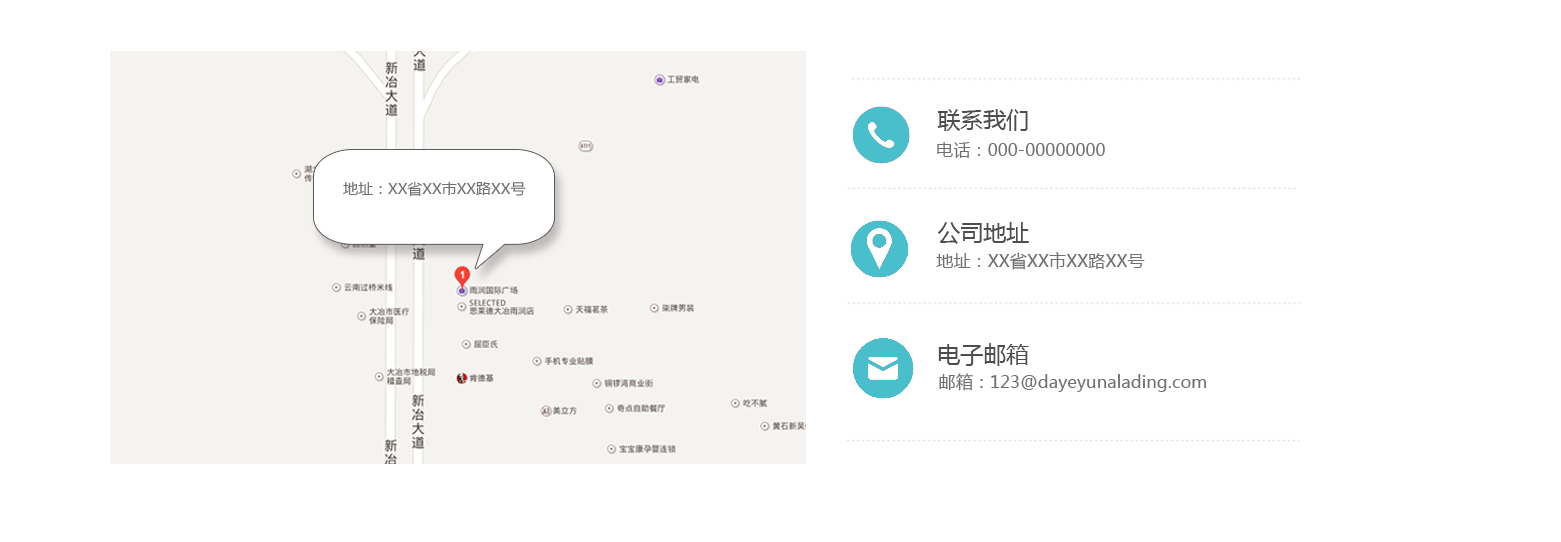 新冶大道
大道
工贸家电
ATM
地址：XX省XX市XX路XX号
道
云南过桥米线
1
雨润国际广场
SELECTED
思莱德大冶雨润店
大冶市医疗
保险局
天福茗茶
柒牌男装
屈臣氏
手机专业贴膜
大冶市地税局
稽查局
肯德基
铜锣湾商业街
美立方
奇点自助餐厅
吃不腻
新冶大道
黄石新吴
宝宝康孕婴连锁
新冶
联系我们
电话：000-00000000
公司地址
地址：XX省XX市XX路XX号
电子邮箱
邮箱：123@dayeyunalading.com